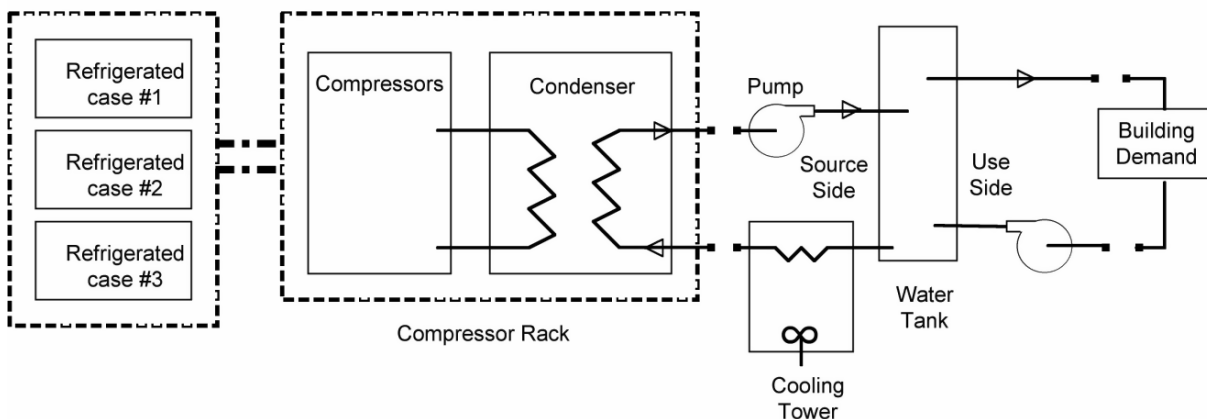 Refrigerated
case #1
Refrigerated
case #2
Refrigerated
case #3
Compressors
Condenser
Compressor Rack
Pump
Source
Side
Use
Side
Building
Demand
Water
Tank
Cooling
Tower